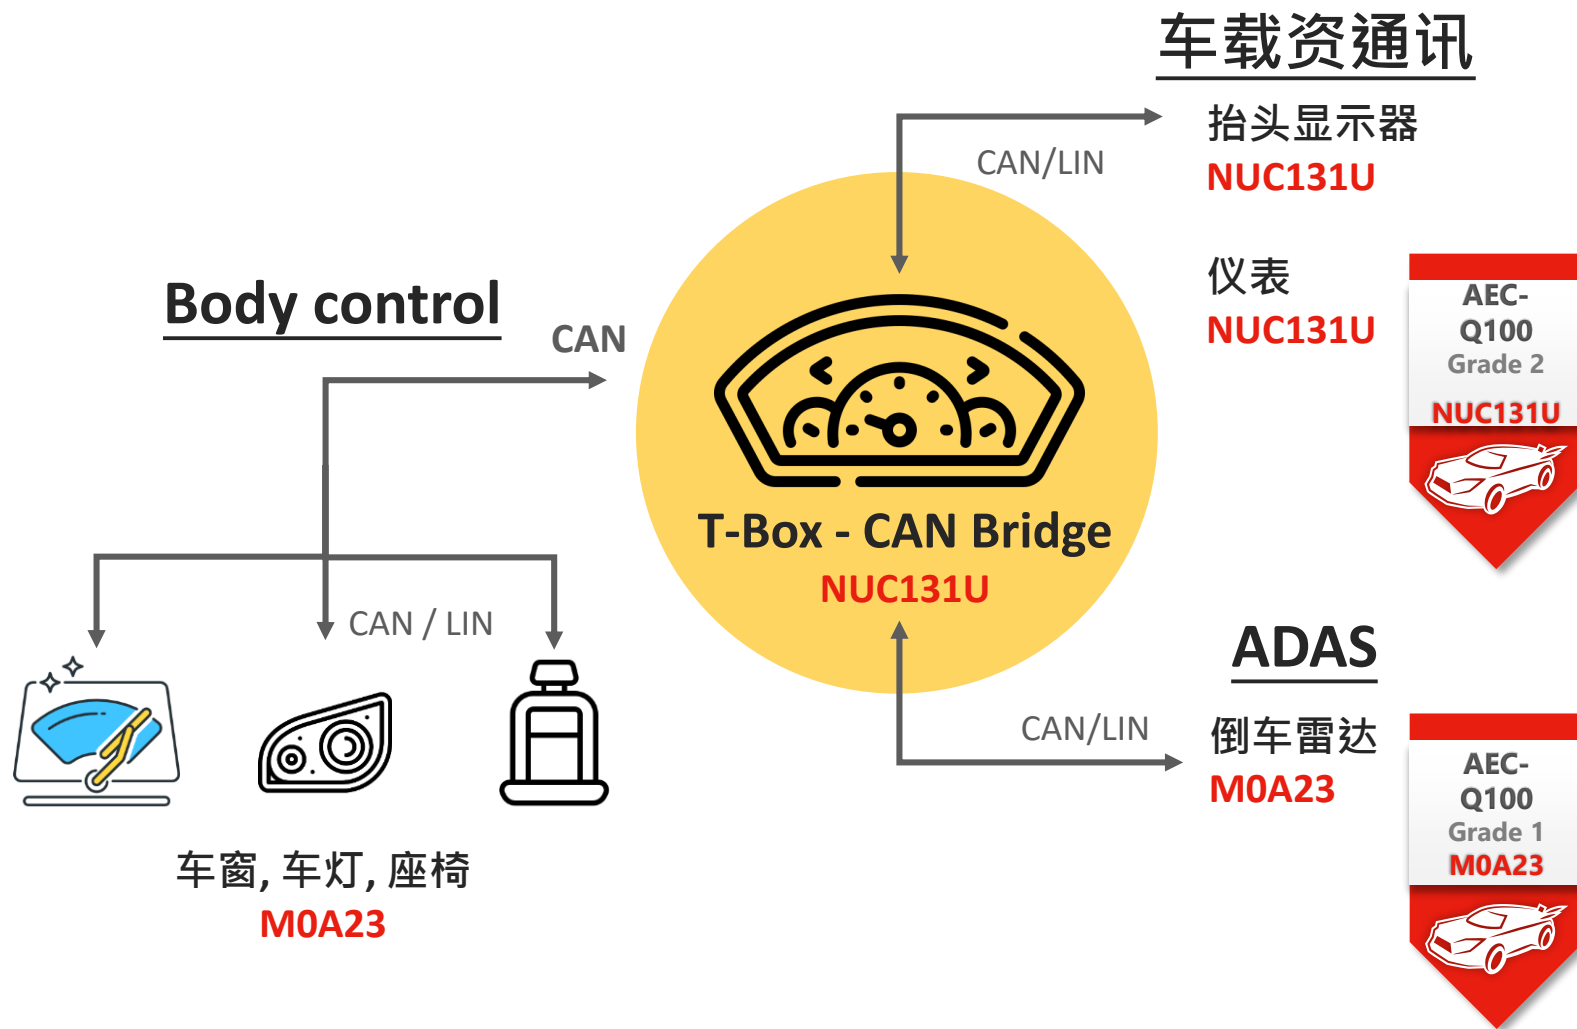 车载资通讯
CAN/LIN
抬头显示器
NUC131U
仪表
NUC131U
AEC-
Q100
Grade 2
NUC131U
Body control
CAN
CAN / LIN
车窗, 车灯, 座椅
M0A23
T-Box - CAN Bridge
NUC131U
ADAS
CAN/LIN
倒车雷达
M0A23
AEC-
Q100
Grade 1
M0A23